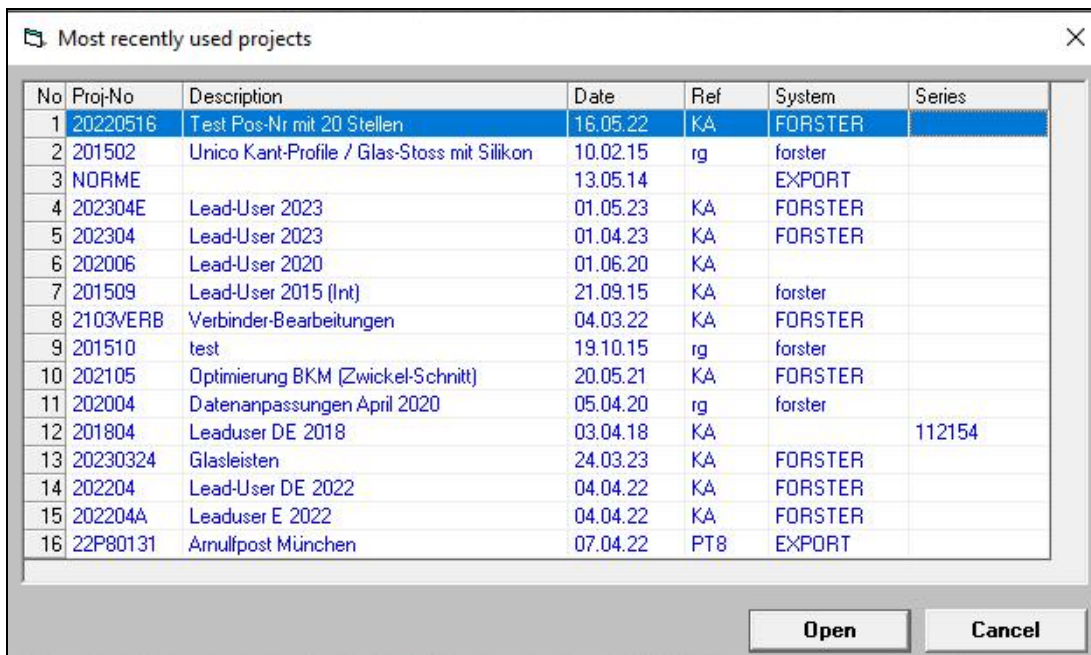 Most recently used projects
No Proj-No Description Date Ref System Series
1 20220516 Test Pos-Nr mit 20 Stellen 16.05.22 KA FORSTER
2 201502 Unico Kant-Profile / Glas-Stoss mit Silikon 10.02.15 rg forster
3 NORME 13.05.14 EXPORT
4 202304E Lead-User 2023 01.05.23 KA FORSTER
5 202304 Lead-User 2023 01.04.23 KA FORSTER
6 202006 Lead-User 2020 01.06.20 KA
7 201509 Lead-User 2015 (Int) 21.09.15 KA forster
8 2103VERB Verbinder-Bearbeitungen 04.03.22 KA FORSTER
9 201510 test 19.10.15 rg forster
10 202105 Optimierung BKM (Zwickel-Schnitt) 20.05.21 KA FORSTER
11 202004 Datenanpassungen April 2020 05.04.20 rg forster
12 201804 Leaduser DE 2018 03.04.18 KA 112154
13 20230324 Glasleisten 24.03.23 KA FORSTER
14 202204 Lead-User DE 2022 04.04.22 KA FORSTER
15 202204A Leaduser E 2022 04.04.22 KA FORSTER
16 22P80131 Arnulfpost München 07.04.22 PT8 EXPORT
Open Cancel